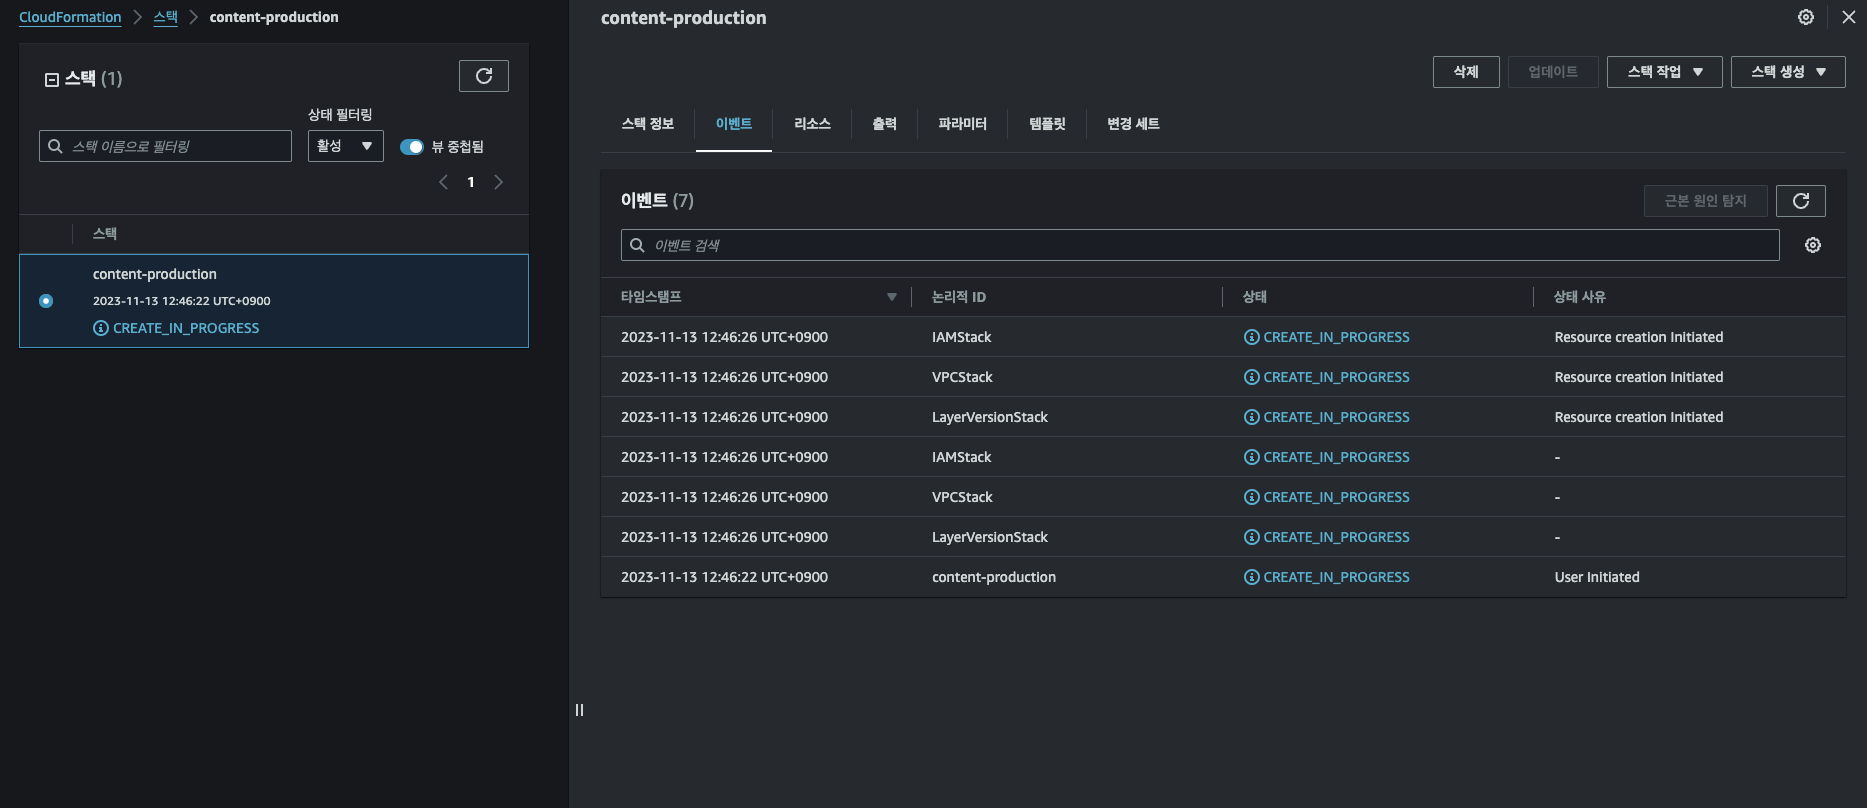 CloudFormation > 스택 > content-production
스택 (1)
상태 필터링
스택 이름으로 필터링
활성
뷰 중첩됨
1
스택
content-production
2023-11-13 12:46:22 UTC+0900
CREATE_IN_PROGRESS
content-production
삭제 업데이트 스택 작업 스택 생성
스택 정보 이벤트 리소스 출력 파라미터 템플릿 변경 세트
이벤트 (7)
근본 원인 탐지
이벤트 검색
타임스탬프 논리적 ID 상태 상태 사유
2023-11-13 12:46:26 UTC+0900 IAMStack CREATE_IN_PROGRESS Resource creation Initiated
2023-11-13 12:46:26 UTC+0900 VPCStack CREATE_IN_PROGRESS Resource creation Initiated
2023-11-13 12:46:26 UTC+0900 LayerVersionStack CREATE_IN_PROGRESS Resource creation Initiated
2023-11-13 12:46:26 UTC+0900 IAMStack CREATE_IN_PROGRESS -
2023-11-13 12:46:26 UTC+0900 VPCStack CREATE_IN_PROGRESS -
2023-11-13 12:46:26 UTC+0900 LayerVersionStack CREATE_IN_PROGRESS -
2023-11-13 12:46:22 UTC+0900 content-production CREATE_IN_PROGRESS User Initiated